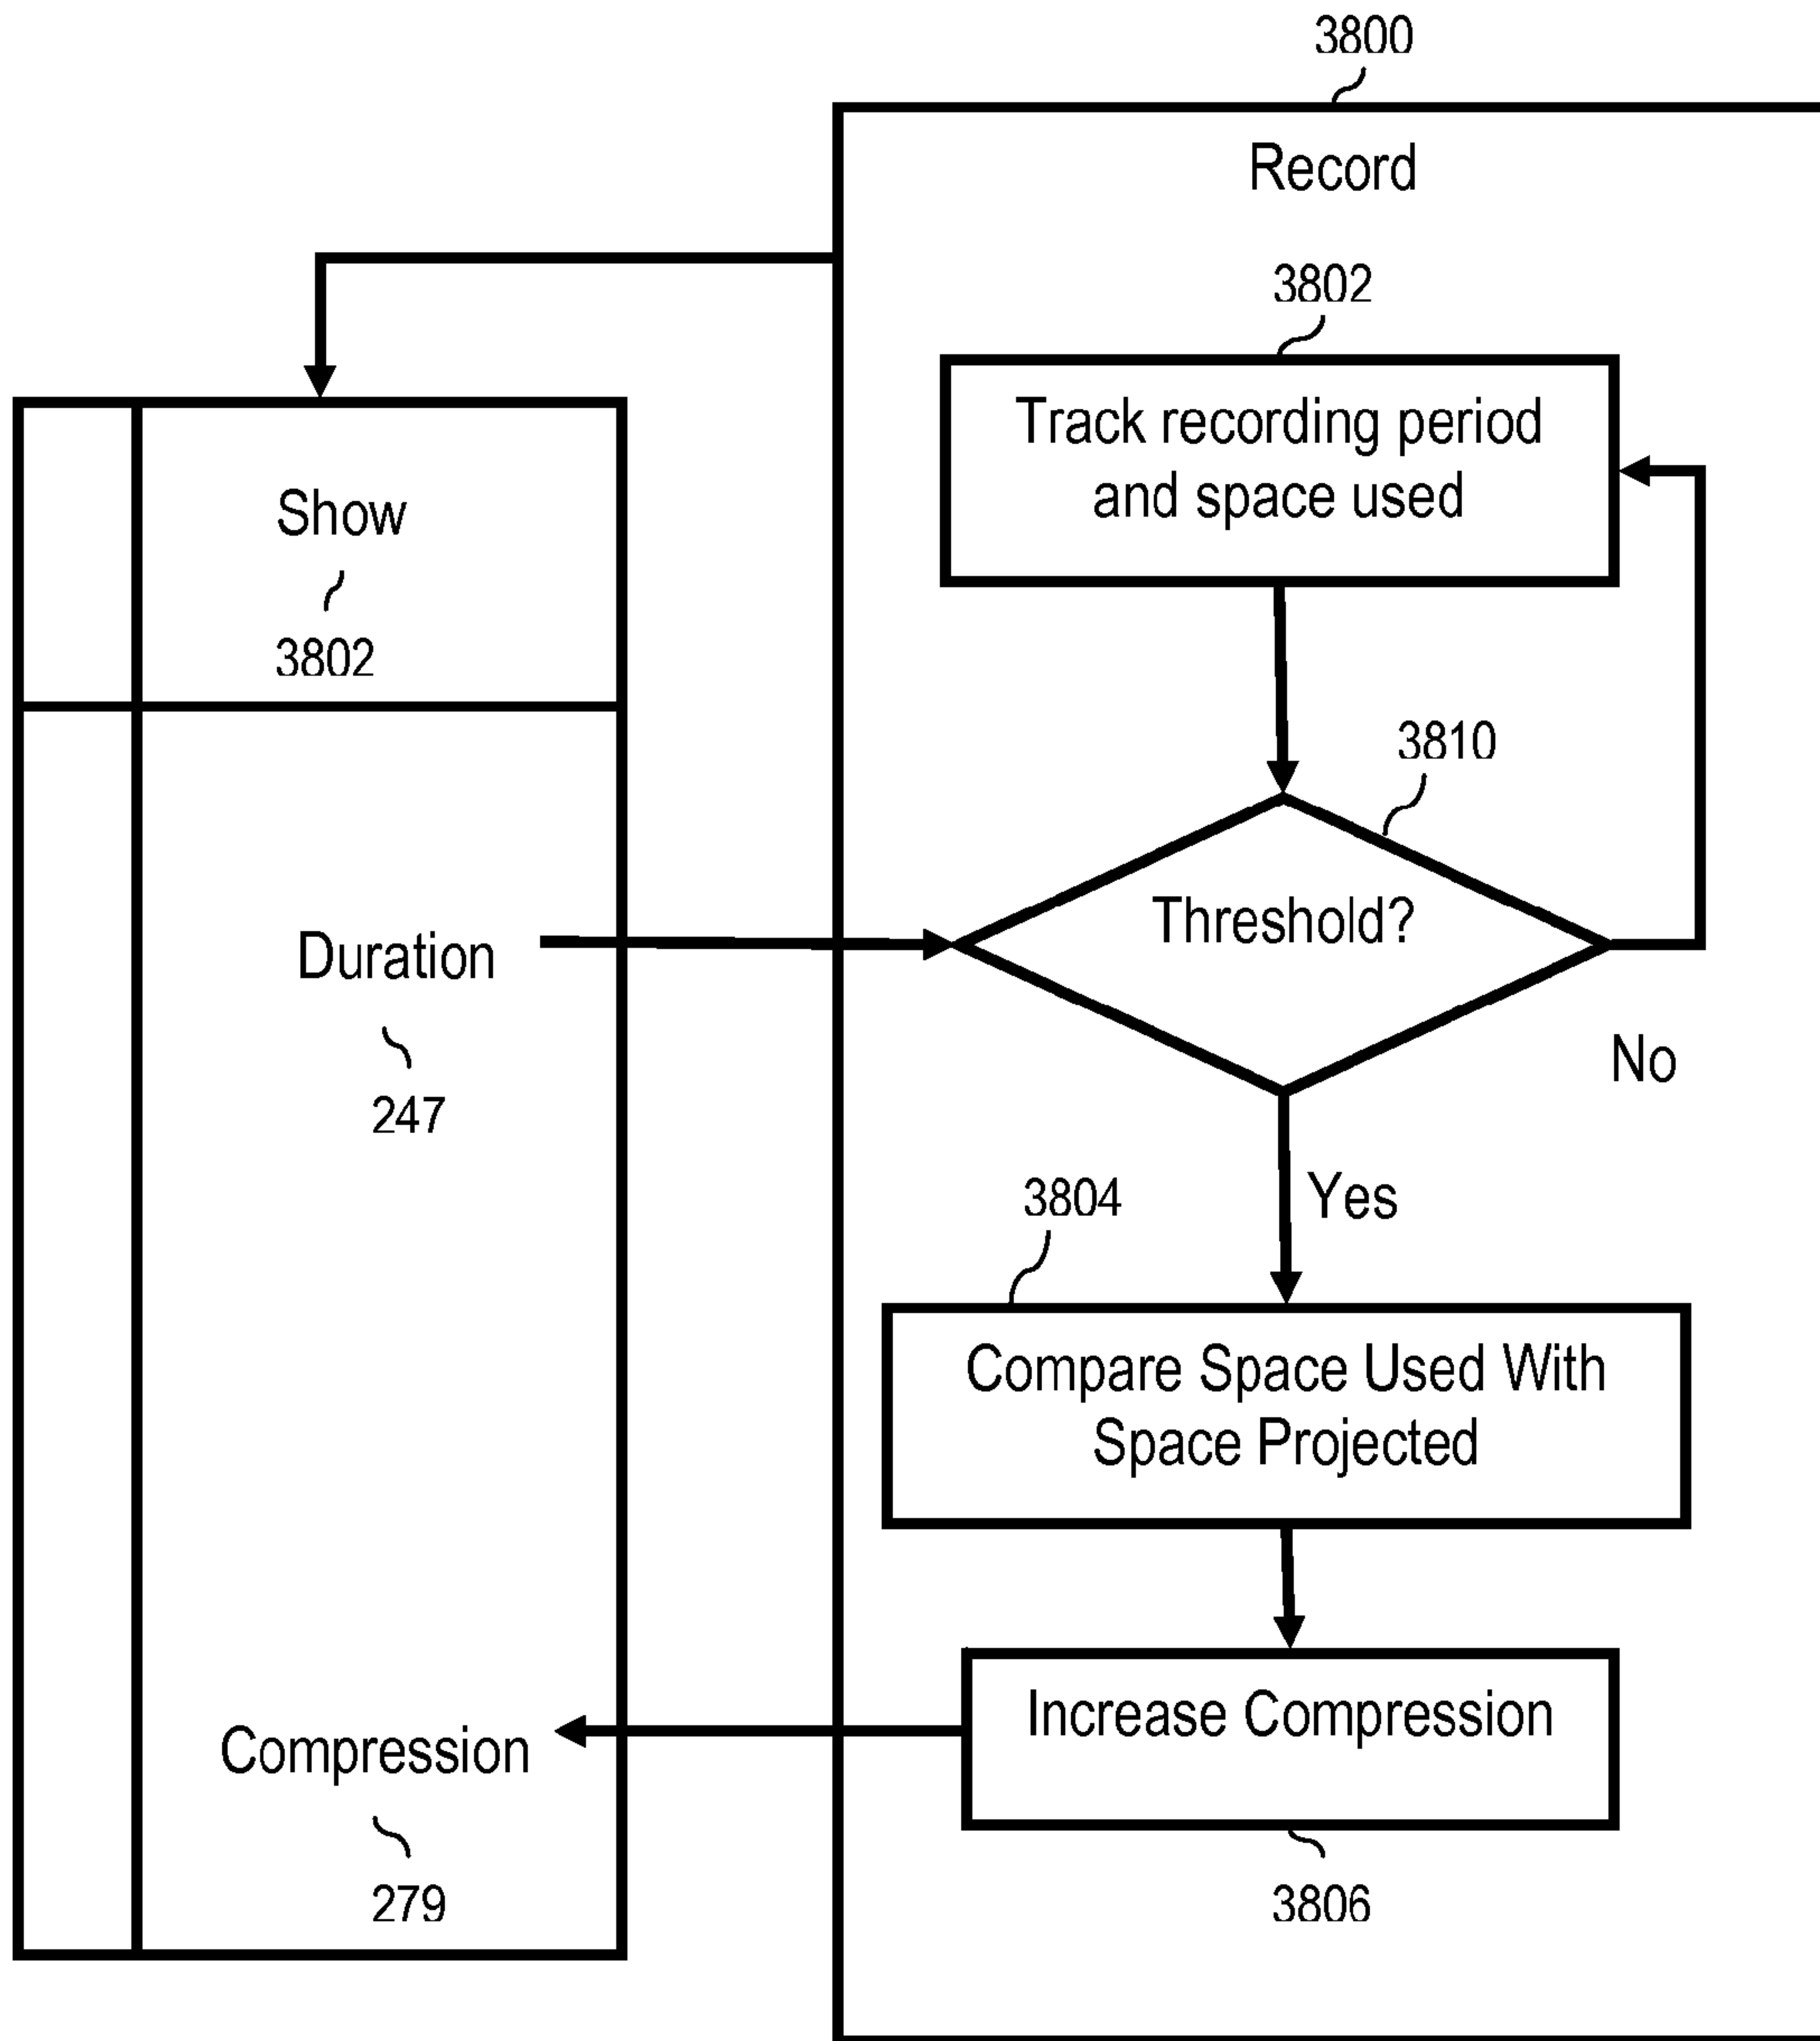 3800
Record
3802
Track recording period
and space used
Show
3802
3810
Threshold?
Duration
247
No
Yes
3804
Compare Space Used With
Space Projected
Increase Compression
Compression
279
3806